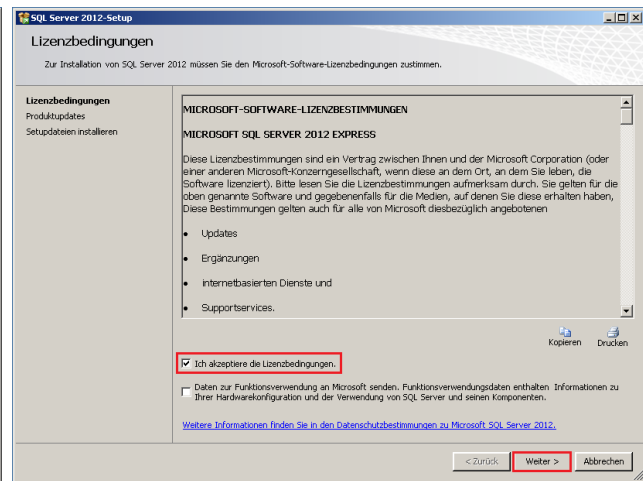 SQL Server 2012-Setup
Lizenzbedingungen
Zur Installation von SQL Server 2012 müssen Sie den Microsoft-Software-Lizenzbedingungen zustimmen.
Lizenzbedingungen
Produktupdates
Setupdateien installieren
MICROSOFT-SOFTWARE-LIZENZBESTIMMUNGEN
MICROSOFT SQL SERVER 2012 EXPRESS
Diese Lizenzbestimmungen sind ein Vertrag zwischen Ihnen und der Microsoft Corporation (oder
einer anderen Microsoft-Konzerngesellschaft, wenn diese an dem Ort, an dem Sie leben, die
Software lizenziert). Bitte lesen Sie die Lizenzbestimmungen aufmerksam durch. Sie gelten für die
oben genannte Software und gegebenenfalls für die Medien, auf denen Sie diese erhalten haben,
Diese Bestimmungen gelten auch für alle von Microsoft diesbezüglich angebotenen
• Updates
• Ergänzungen
• internetbasierten Dienste und
• Supportservices.
Kopieren Drucken
Ich akzeptiere die Lizenzbedingungen.
Daten zur Funktionsverwendung an Microsoft senden. Funktionsverwendungsdaten enthalten Informationen zu
Ihrer Hardwarekonfiguration und der Verwendung von SQL Server und seinen Komponenten.
Weitere Informationen finden Sie in den Datenschutzbestimmungen zu Microsoft SQL Server 2012.
< Zurück Weiter > Abbrechen